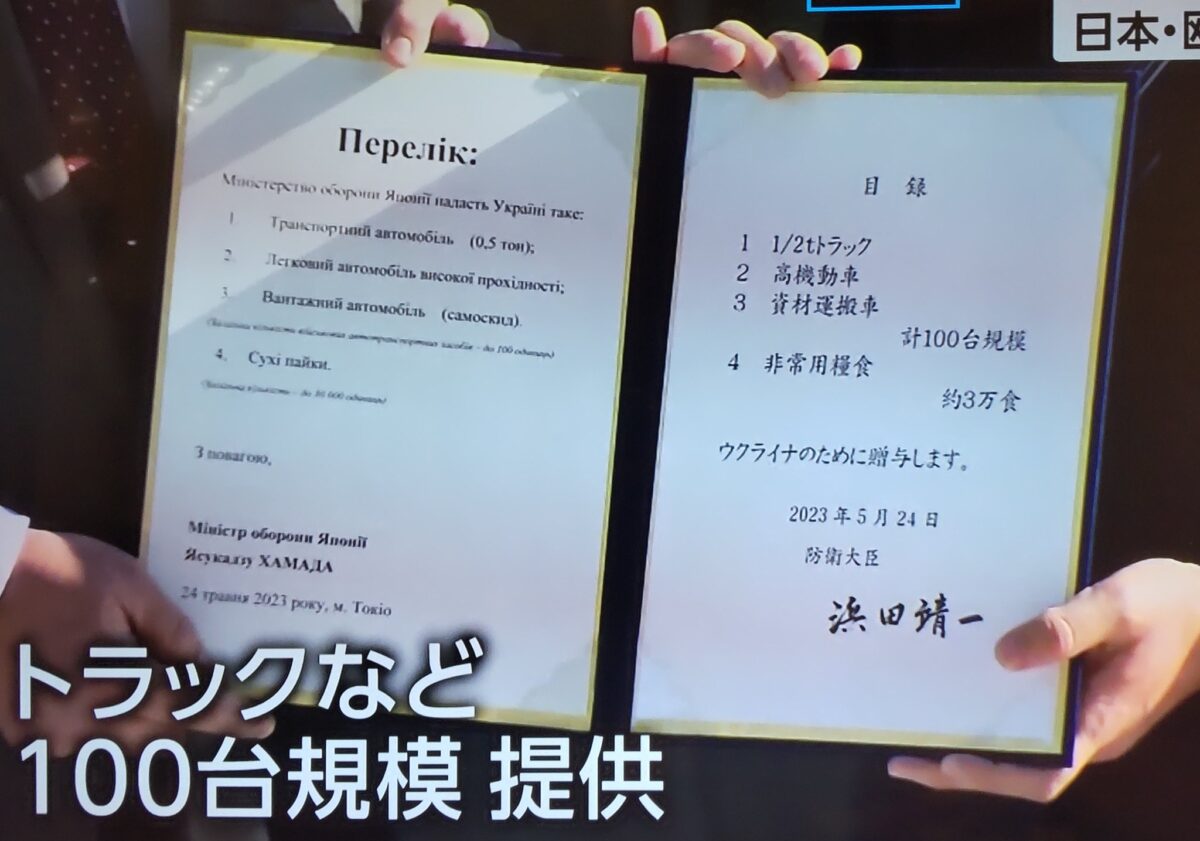 日本・欧
Перелік:
Міністерство оборони Японії надасть Україні таке:
1. Транспортний автомобіль (0,5 тон);
2. Легковий автомобіль високої прохідності;
3. Вантажний автомобіль (самоскид).
(Загальна кількість військових автотранспортних засобів – до 100 одиниць)
4. Сухі пайки.
(Загальна кількість – до 30 000 одиниць)
З повагою,
Міністр оборони Японії
Ясукадзу ХАМАДА
24 травня 2023 року, м. Токіо
目 録
1 1/2tトラック
2 高機動車
3 資材運搬車
計100台規模
4 非常用糧食
約3万食
ウクライナのために贈与します。
2023年5月24日
防衛大臣
浜田靖一
トラックなど
100台規模 提供